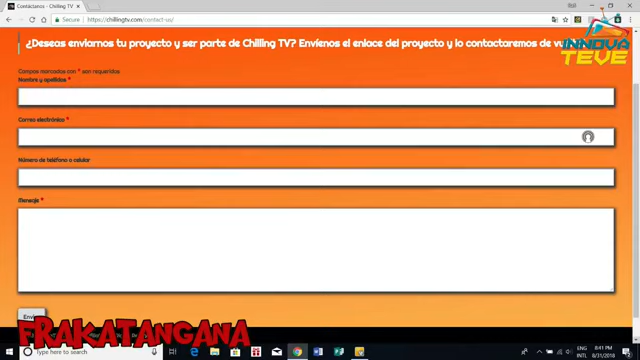 Contáctanos - Chilling TV
Secure
https://chillingtv.com/contact-us/
¿Deseas enviarnos tu proyecto y ser parte de Chilling TV? Envíenos el enlace del proyecto y lo contactaremos de
INNOVA
TEVE
Campos marcados con * son requeridos
Nombre y apellidos *
Correo electrónico *
Número de teléfono o celular
Mensaje *
FRAKATANGANA
Type here to search
ENG
INTL
8:41 PM
8/31/2018